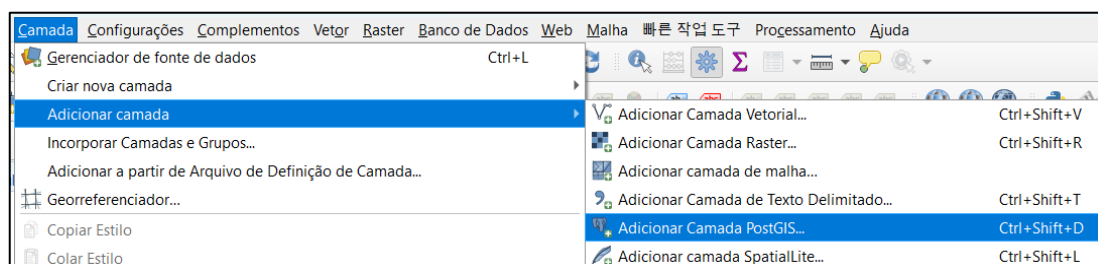 Camada Configurações Complementos Vetor Raster Banco de Dados Web Malha 빠른 작업 도구 Processamento Ajuda
Gerenciador de fonte de dados Ctrl+L
Criar nova camada
Adicionar camada
Incorporar Camadas e Grupos...
Adicionar a partir de Arquivo de Definição de Camada...
Georreferenciador...
Copiar Estilo
Colar Estilo
Adicionar Camada Vetorial... Ctrl+Shift+V
Adicionar Camada Raster... Ctrl+Shift+R
Adicionar camada de malha...
Adicionar Camada de Texto Delimitado... Ctrl+Shift+T
Adicionar Camada PostGIS... Ctrl+Shift+D
Adicionar camada SpatiaLite... Ctrl+Shift+L